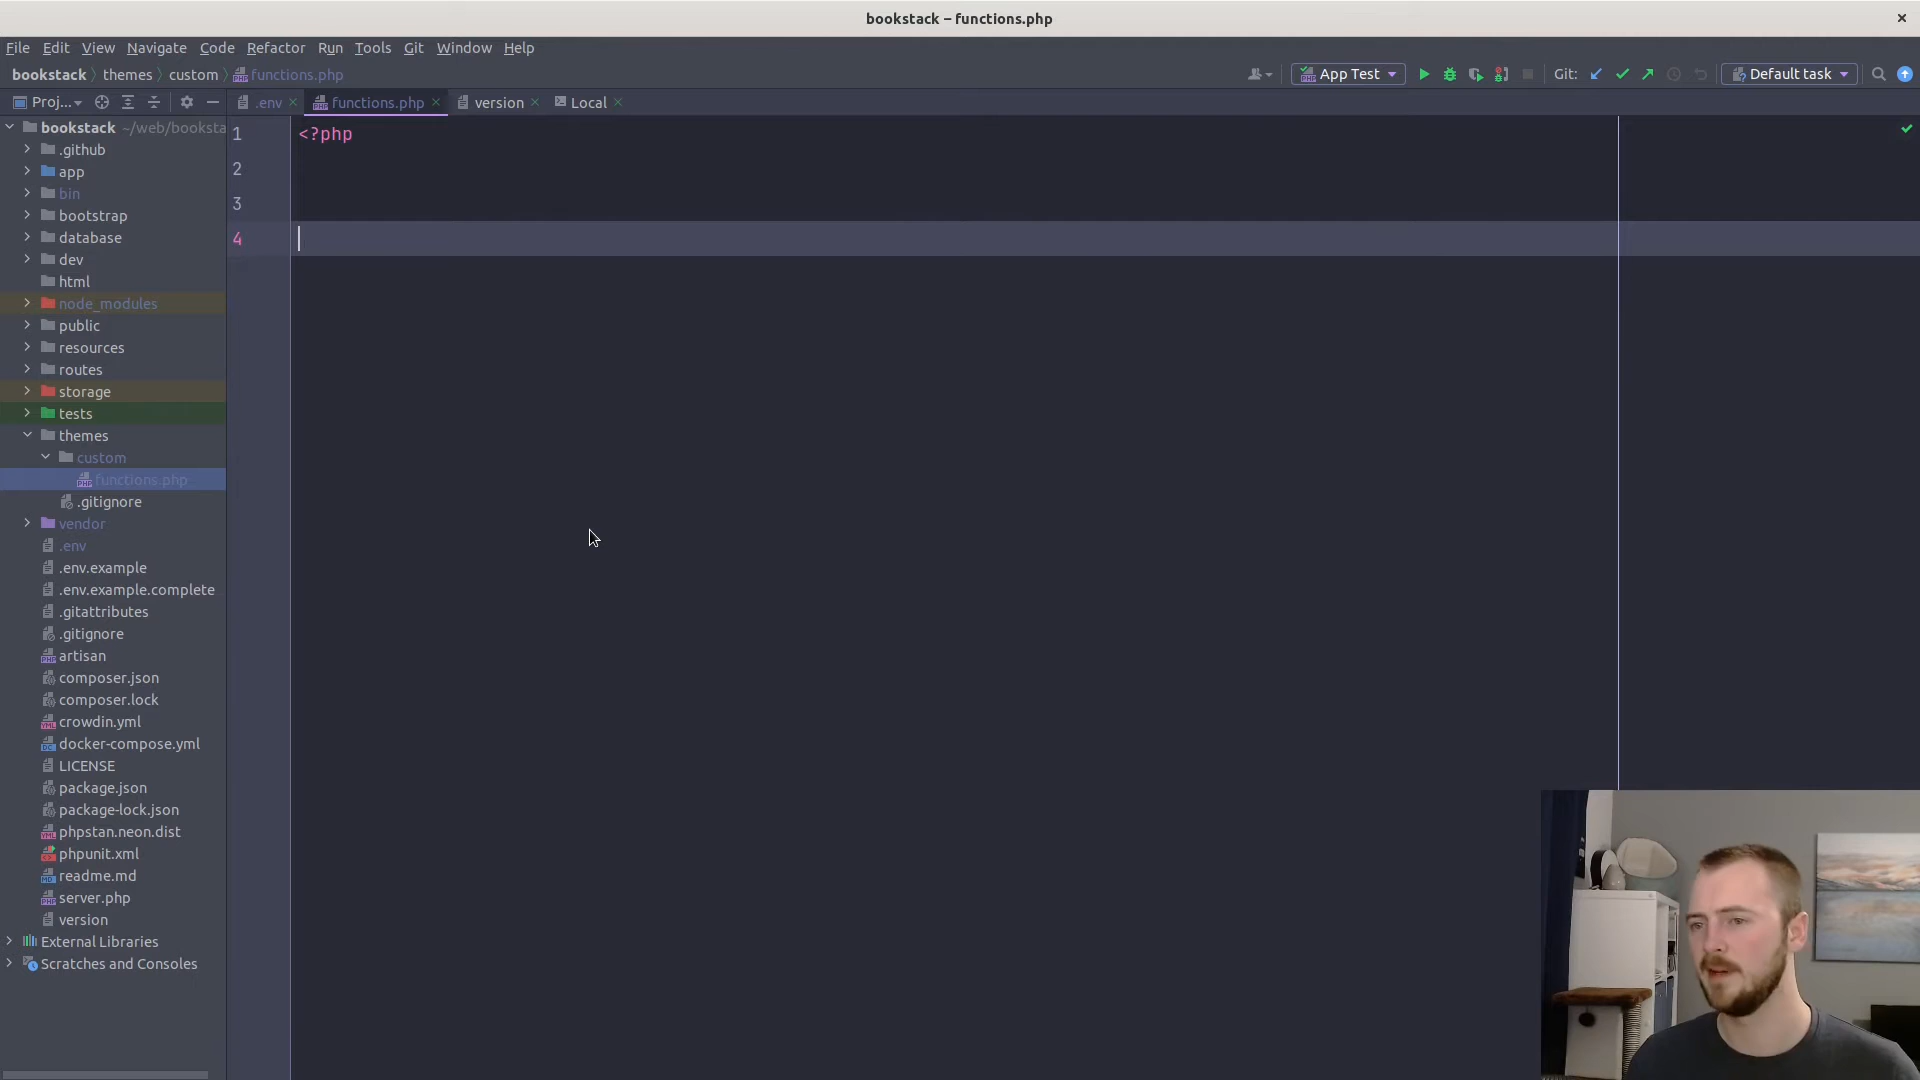 bookstack – functions.php
File Edit View Navigate Code Refactor Run Tools Git Window Help
bookstack themes custom functions.php App Test Git: Default task
Proj... .env functions.php version Local
bookstack ~/web/booksta
.github
app
bin
bootstrap
database
dev
html
node_modules
public
resources
routes
storage
tests
themes
custom
functions.php
.gitignore
vendor
.env
.env.example
.env.example.complete
.gitattributes
.gitignore
artisan
composer.json
composer.lock
crowdin.yml
docker-compose.yml
LICENSE
package.json
package-lock.json
phpstan.neon.dist
phpunit.xml
readme.md
server.php
version
External Libraries
Scratches and Consoles
1 <?php
2
3
4